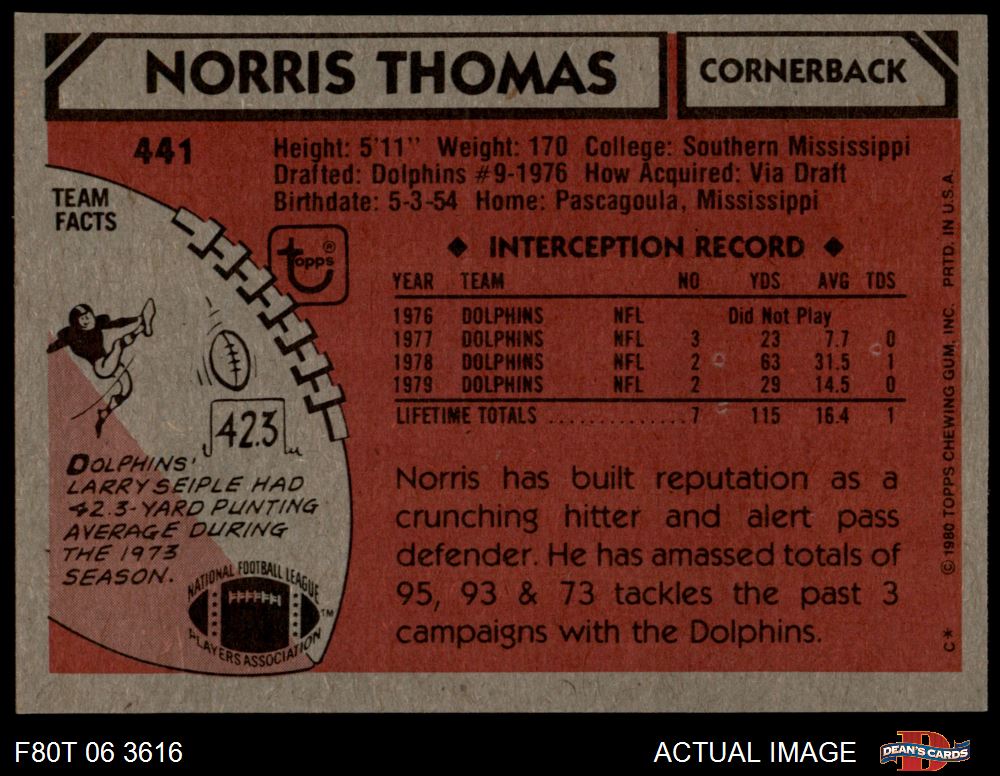 NORRIS THOMAS
CORNERBACK
441
Height: 5'11" Weight: 170 College: Southern Mississippi
Drafted: Dolphins #9-1976 How Acquired: Via Draft
Birthdate: 5-3-54 Home: Pascagoula, Mississippi
TEAM
FACTS
topps®
◆ INTERCEPTION RECORD ◆
YEAR TEAM NO YDS AVG TDS
1976 DOLPHINS NFL Did Not Play
1977 DOLPHINS NFL 3 23 7.7 0
1978 DOLPHINS NFL 2 63 31.5 1
1979 DOLPHINS NFL 2 29 14.5 0
LIFETIME TOTALS ............. 7 115 16.4 1
42.3
DOLPHINS'
LARRY SEIPLE HAD
42.3-YARD PUNTING
AVERAGE DURING
THE 1973
SEASON.
NATIONAL FOOTBALL LEAGUE
PLAYERS ASSOCIATION
TM
Norris has built reputation as a
crunching hitter and alert pass
defender. He has amassed totals of
95, 93 & 73 tackles the past 3
campaigns with the Dolphins.
C* © 1980 TOPPS CHEWING GUM, INC. PRTD. IN U.S.A.
F80T 06 3616
ACTUAL IMAGE
D
DEAN'S CARDS